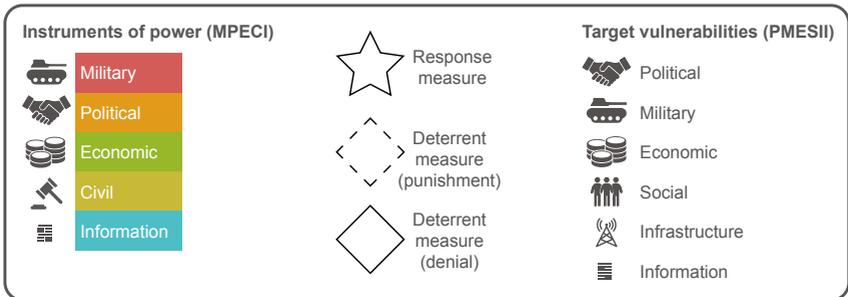 Instruments of power (MPECI)
Military
Political
Economic
Civil
Information
Response
measure
Deterrent
measure
(punishment)
Deterrent
measure
(denial)
Target vulnerabilities (PMESII)
Political
Military
Economic
Social
Infrastructure
Information